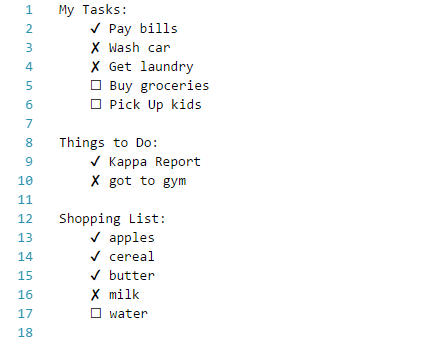 1 My Tasks:
2 ✓ Pay bills
3 ✗ Wash car
4 ✗ Get laundry
5 ☐ Buy groceries
6 ☐ Pick Up kids
7
8 Things to Do:
9 ✓ Kappa Report
10 ✗ got to gym
11
12 Shopping List:
13 ✓ apples
14 ✓ cereal
15 ✓ butter
16 ✗ milk
17 ☐ water
18